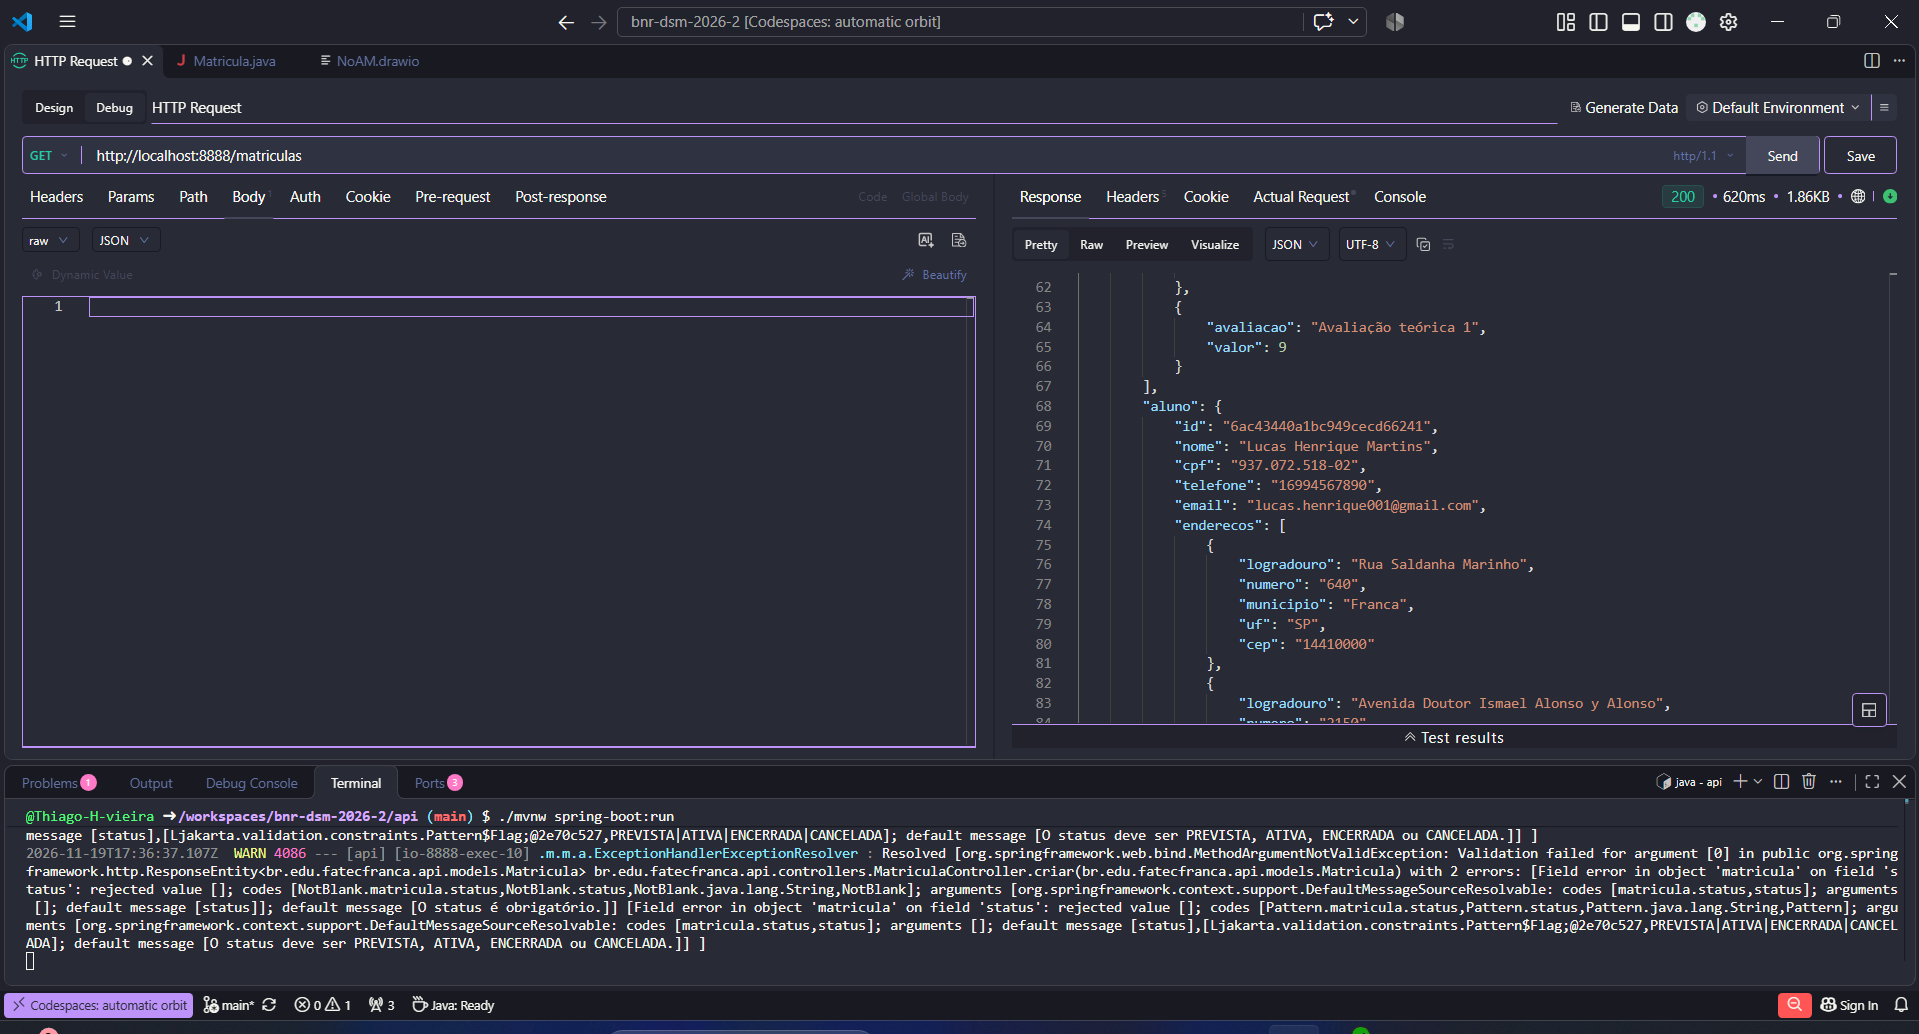 bnr-dsm-2026-2 [Codespaces: automatic orbit]
HTTP HTTP Request
J Matricula.java
NoAM.drawio
Design Debug HTTP Request
Generate Data Default Environment
GET http://localhost:8888/matriculas http/1.1 Send Save
Headers Params Path Body 1 Auth Cookie Pre-request Post-response Code Global Body
raw JSON
Dynamic Value Beautify
1
Response Headers 5 Cookie Actual Request Console 200 • 620ms • 1.86KB
Pretty Raw Preview Visualize JSON UTF-8
62 },
63 {
64 "avaliacao": "Avaliação teórica 1",
65 "valor": 9
66 }
67 ],
68 "aluno": {
69 "id": "6ac43440a1bc949cecd66241",
70 "nome": "Lucas Henrique Martins",
71 "cpf": "937.072.518-02",
72 "telefone": "16994567890",
73 "email": "lucas.henrique001@gmail.com",
74 "enderecos": [
75 {
76 "logradouro": "Rua Saldanha Marinho",
77 "numero": "640",
78 "municipio": "Franca",
79 "uf": "SP",
80 "cep": "14410000"
81 },
82 {
83 "logradouro": "Avenida Doutor Ismael Alonso y Alonso",
84 "numero": "2150"
Test results
Problems 1 Output Debug Console Terminal Ports 3 java - api
@Thiago-H-vieira ➜/workspaces/bnr-dsm-2026-2/api (main) $ ./mvnw spring-boot:run
message [status],[Ljakarta.validation.constraints.Pattern$Flag;@2e70c527,PREVISTA|ATIVA|ENCERRADA|CANCELADA]; default message [O status deve ser PREVISTA, ATIVA, ENCERRADA ou CANCELADA.]] ]
2026-11-19T17:36:37.107Z WARN 4086 --- [api] [io-8888-exec-10] .m.m.a.ExceptionHandlerExceptionResolver : Resolved [org.springframework.web.bind.MethodArgumentNotValidException: Validation failed for argument [0] in public org.spring
framework.http.ResponseEntity<br.edu.fatecfranca.api.models.Matricula> br.edu.fatecfranca.api.controllers.MatriculaController.criar(br.edu.fatecfranca.api.models.Matricula) with 2 errors: [Field error in object 'matricula' on field 's
tatus': rejected value []; codes [NotBlank.matricula.status,NotBlank.status,NotBlank.java.lang.String,NotBlank]; arguments [org.springframework.context.support.DefaultMessageSourceResolvable: codes [matricula.status,status]; arguments
[]; default message [status]]; default message [O status é obrigatório.]] [Field error in object 'matricula' on field 'status': rejected value []; codes [Pattern.matricula.status,Pattern.status,Pattern.java.lang.String,Pattern]; argu
ments [org.springframework.context.support.DefaultMessageSourceResolvable: codes [matricula.status,status]; arguments []; default message [status],[Ljakarta.validation.constraints.Pattern$Flag;@2e70c527,PREVISTA|ATIVA|ENCERRADA|CANCEL
ADA]; default message [O status deve ser PREVISTA, ATIVA, ENCERRADA ou CANCELADA.]] ]
Codespaces: automatic orbit main* 0 1 3 Java: Ready Sign In